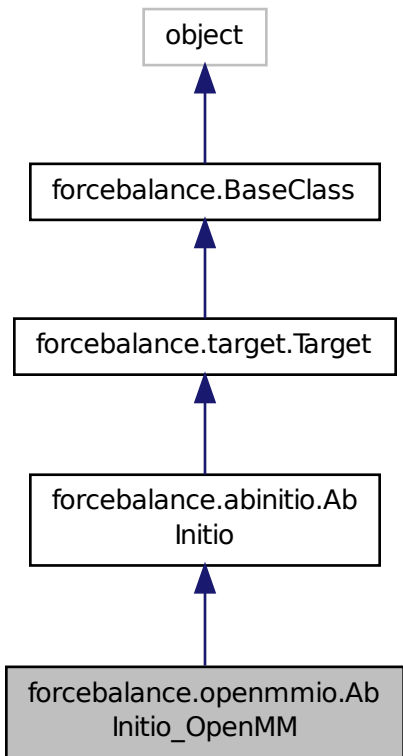 object
forcebalance.BaseClass
forcebalance.target.Target
forcebalance.abinitio.Ab
Initio
forcebalance.openmmio.Ab
Initio_OpenMM